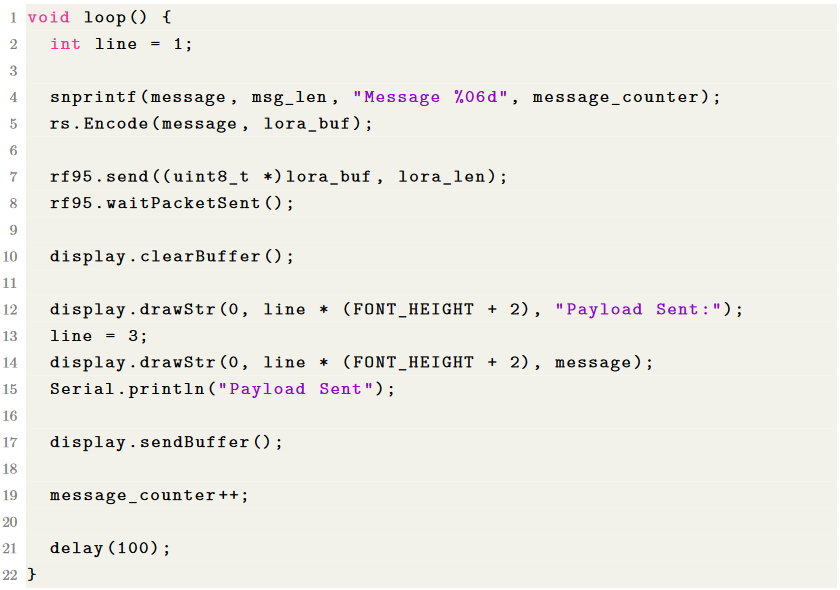 1 void loop() {
2   int line = 1;
3
4   snprintf(message, msg_len, "Message %06d", message_counter);
5   rs.Encode(message, lora_buf);
6
7   rf95.send((uint8_t *)lora_buf, lora_len);
8   rf95.waitPacketSent();
9
10   display.clearBuffer();
11
12   display.drawStr(0, line * (FONT_HEIGHT + 2), "Payload Sent:");
13   line = 3;
14   display.drawStr(0, line * (FONT_HEIGHT + 2), message);
15   Serial.println("Payload Sent");
16
17   display.sendBuffer();
18
19   message_counter++;
20
21   delay(100);
22 }